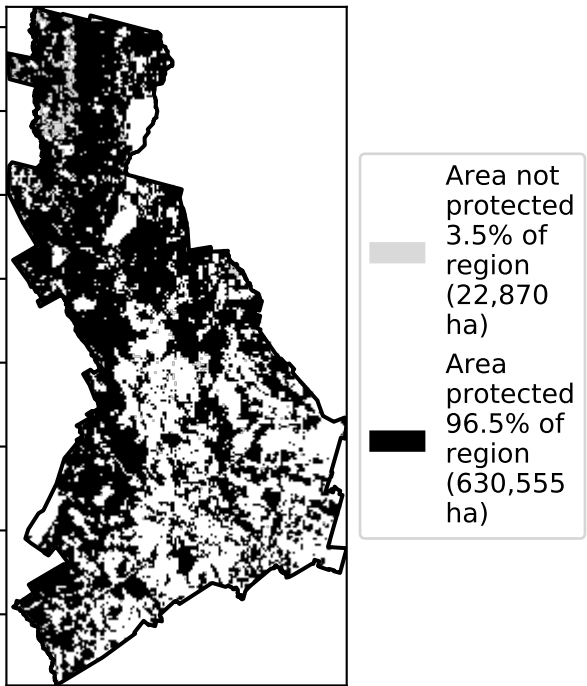 Area not
protected
3.5% of
region
(22,870
ha)
Area
protected
96.5% of
region
(630,555
ha)